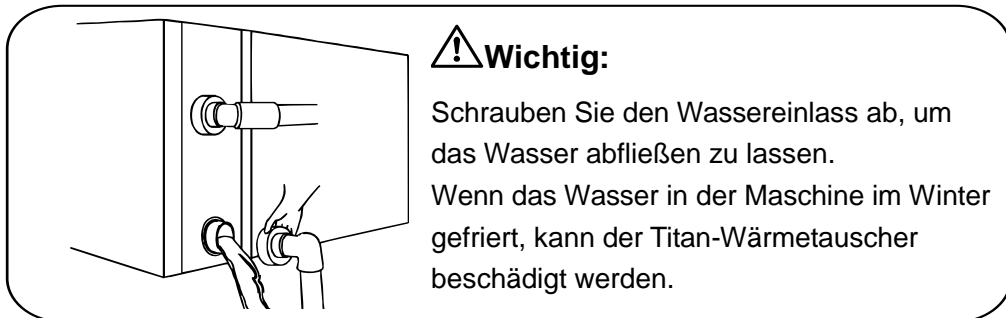 Wichtig:
Schrauben Sie den Wassereinlass ab, um
das Wasser abfließen zu lassen.
Wenn das Wasser in der Maschine im Winter
gefriert, kann der Titan-Wärmetauscher
beschädigt werden.